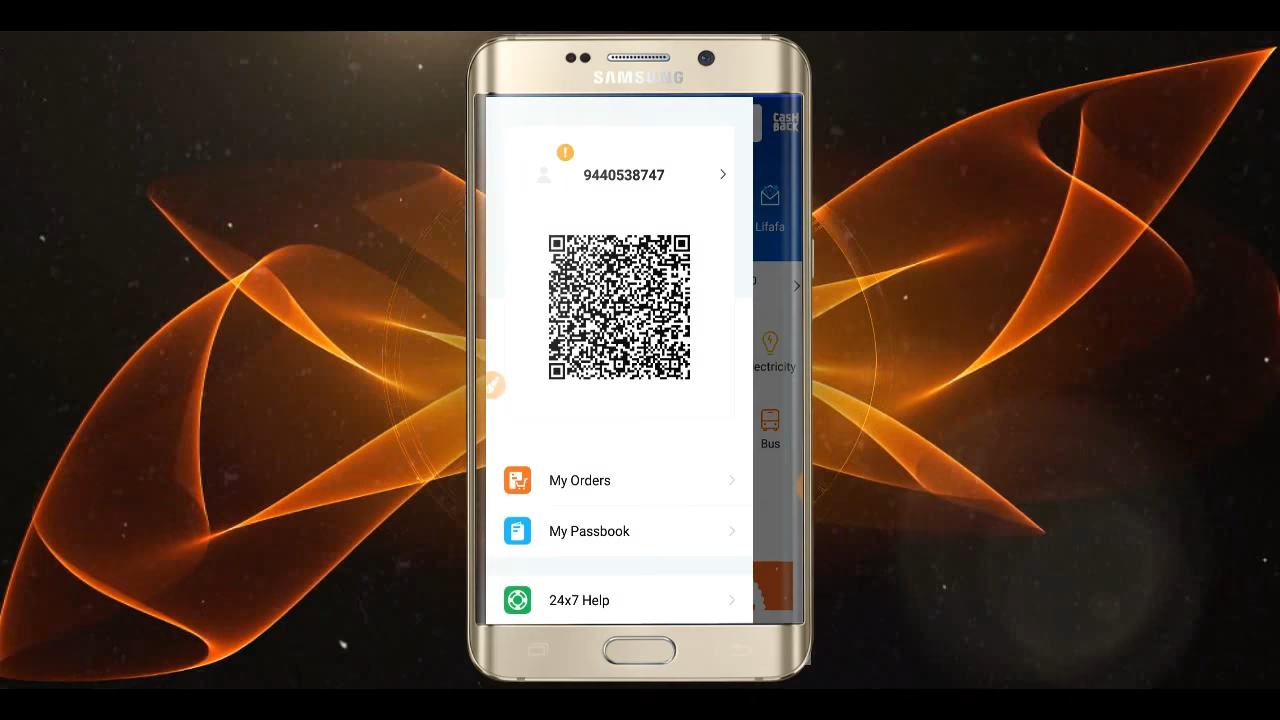 SAMSUNG
CASH
BACK
!
9440538747
Lifafa
ectricity
Bus
My Orders
My Passbook
24x7 Help